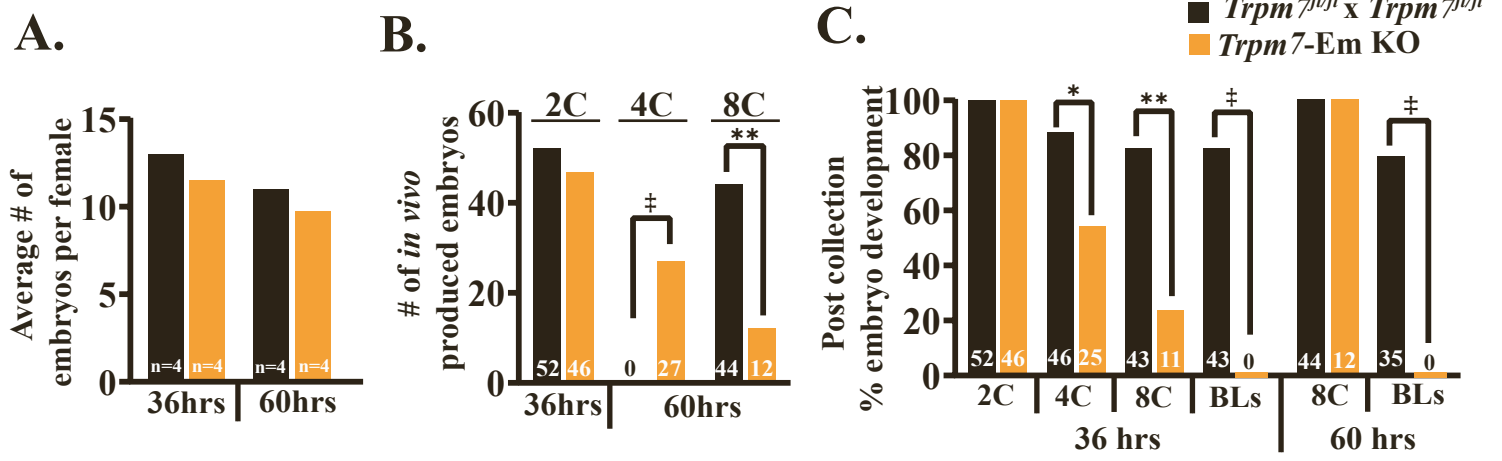 A.
Average # of
embryos per female
15
10
5
0
n=4 n=4 n=4 n=4
36hrs 60hrs
B.
# of in vivo
produced embryos
60
40
20
0
2C 4C 8C
‡ **
52 46 0 27 44 12
36hrs 60hrs
C.
Trpm7fl/fl x Trpm7fl/fl
Trpm7-Em KO
Post collection
% embryo development
100
80
60
40
20
0
* ** ‡ ‡
52 46 46 25 43 11 43 0 44 12 35 0
2C 4C 8C BLs 8C BLs
36 hrs 60 hrs